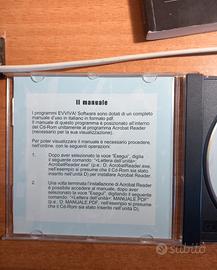 Il manuale
I programmi EVVIVA! Software sono dotati di un completo
manuale d'uso in italiano in formato pdf.
Il manuale di questo programma è posizionato all'interno
del Cd-Rom unitamente al programma Acrobat Reader
(necessario per la sua visualizzazione).
Per poter visualizzare il manuale è necessario procedere,
nell'ordine, con le seguenti operazioni:
1. Dopo aver selezionato la voce "Esegui", digita
il seguente comando: "<Lettera dell'unità>:
AcrobatReader.exe" (p.e.: D:
AcrobatReader.exe, nell'esempio si presume
che il Cd-Rom sia stato inserito nell'unità D)
2. Una volta terminata l'installazione di Acrobat Reader
è possibile accedere al manuale, dopo aver
selezionato la voce "Esegui", digita il seguente
comando: "<Lettera dell'unità>:
MANUALE.PDF" (p.e.: D: MANUALE.PDF,
nell'esempio si presume che il Cd-Rom sia stato
inserito nell'unità D) per
subito.it